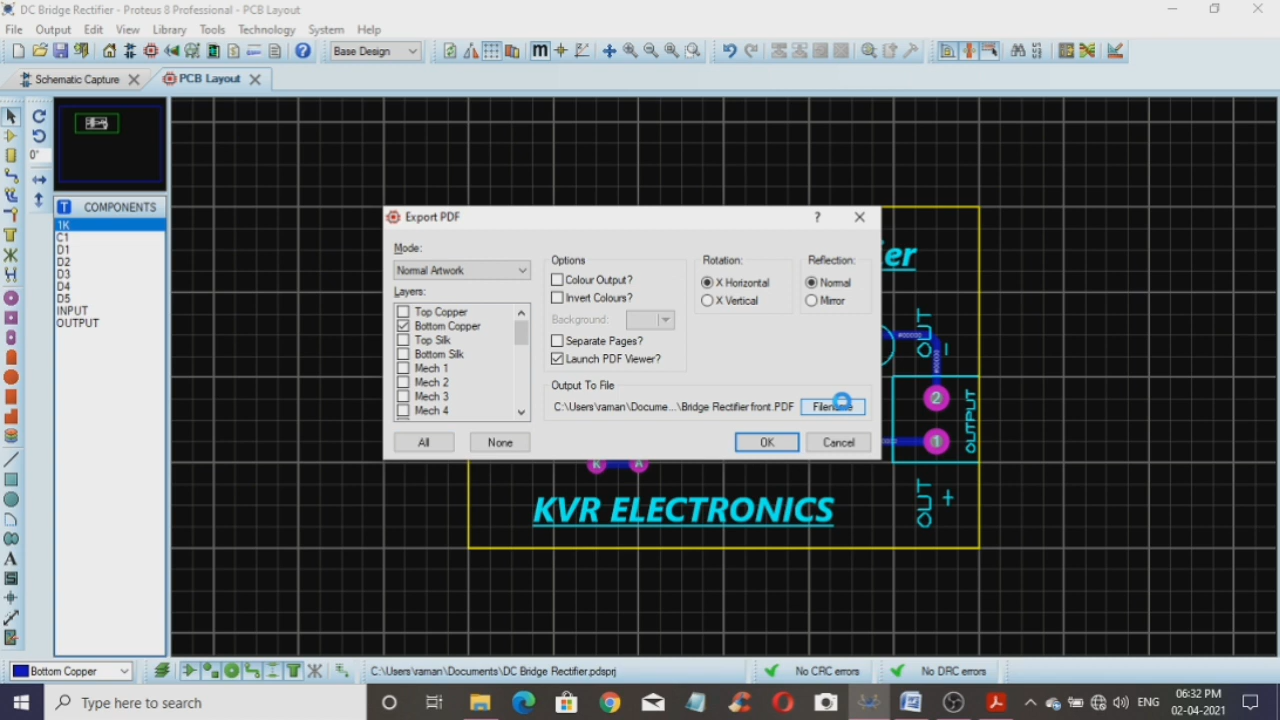 DC Bridge Rectifier - Proteus 8 Professional - PCB Layout
File Output Edit View Library Tools Technology System Help
Base Design
Schematic Capture
PCB Layout
0°
T COMPONENTS
1K
C1
D1
D2
D3
D4
D5
INPUT
OUTPUT
Export PDF
Mode:
Normal Artwork
Layers:
Top Copper
Bottom Copper
Top Silk
Bottom Silk
Mech 1
Mech 2
Mech 3
Mech 4
All None
Options
Colour Output?
Invert Colours?
Background:
Separate Pages?
Launch PDF Viewer?
Rotation:
X Horizontal
X Vertical
Reflection:
Normal
Mirror
Output To File
C:\Users\raman\Docume...\Bridge Rectifier front.PDF
OK Cancel
er
OUT
-
#00000
#00000
2
1
OUTPUT
OUT
+
K A
KVR ELECTRONICS
Bottom Copper
C:\Users\raman\Documents\DC Bridge Rectifier.pdsprj
No CRC errors
No DRC errors
Type here to search
ENG
06:32 PM
02-04-2021